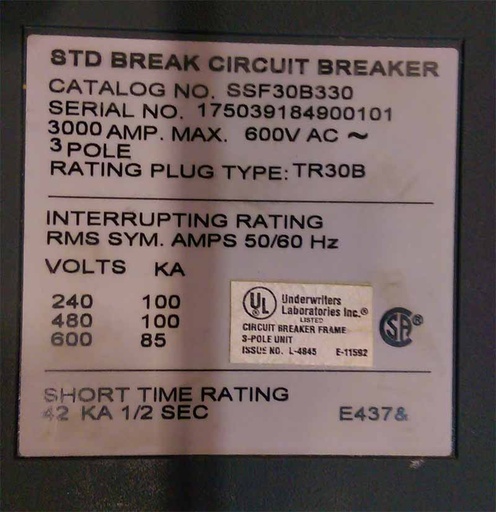 STD BREAK CIRCUIT BREAKER
CATALOG NO. SSF30B330
SERIAL NO. 175039184900101
3000 AMP. MAX. 600V AC ~
3 POLE
RATING PLUG TYPE: TR30B
INTERRUPTING RATING
RMS SYM. AMPS 50/60 Hz
VOLTS KA
240 100
480 100
600 85
UL Underwriters
Laboratories Inc.®
LISTED
CIRCUIT BREAKER FRAME
3-POLE UNIT
ISSUE NO. L-4845 E-11592
SA ®
SHORT TIME RATING
42 KA 1/2 SEC E437&